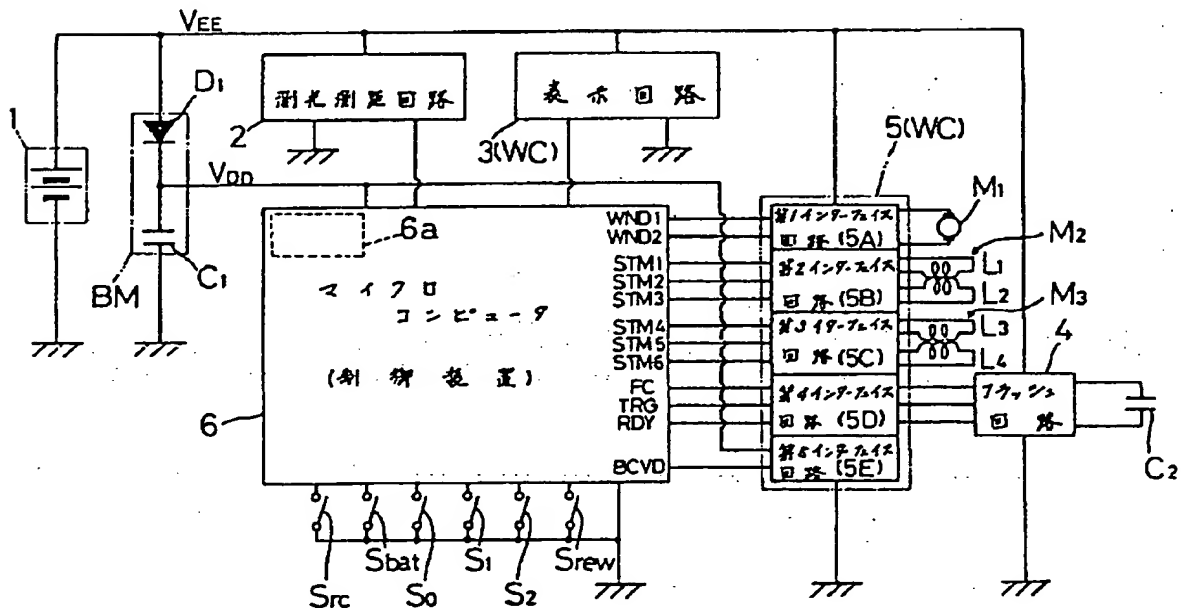 VEE
D1
1
測光測距回路
表示回路
2
3(WC)
5(WC)
VDD
M1
6a
WND1
WND2
第1インターフェイス
回路 (5A)
C1
BM
M2
STM1
STM2
STM3
第2インターフェイス
回路 (5B)
L1
L2
マイクロ
コンピュータ
M3
STM4
STM5
STM6
第3インターフェイス
回路 (5C)
L3
L4
4
(制御装置)
6
FC
TRG
RDY
第4インターフェイス
回路 (5D)
フラッシュ
回路
BCVD
第5インターフェイス
回路 (5E)
C2
Src
Sbat
S0
S1
S2
Srew